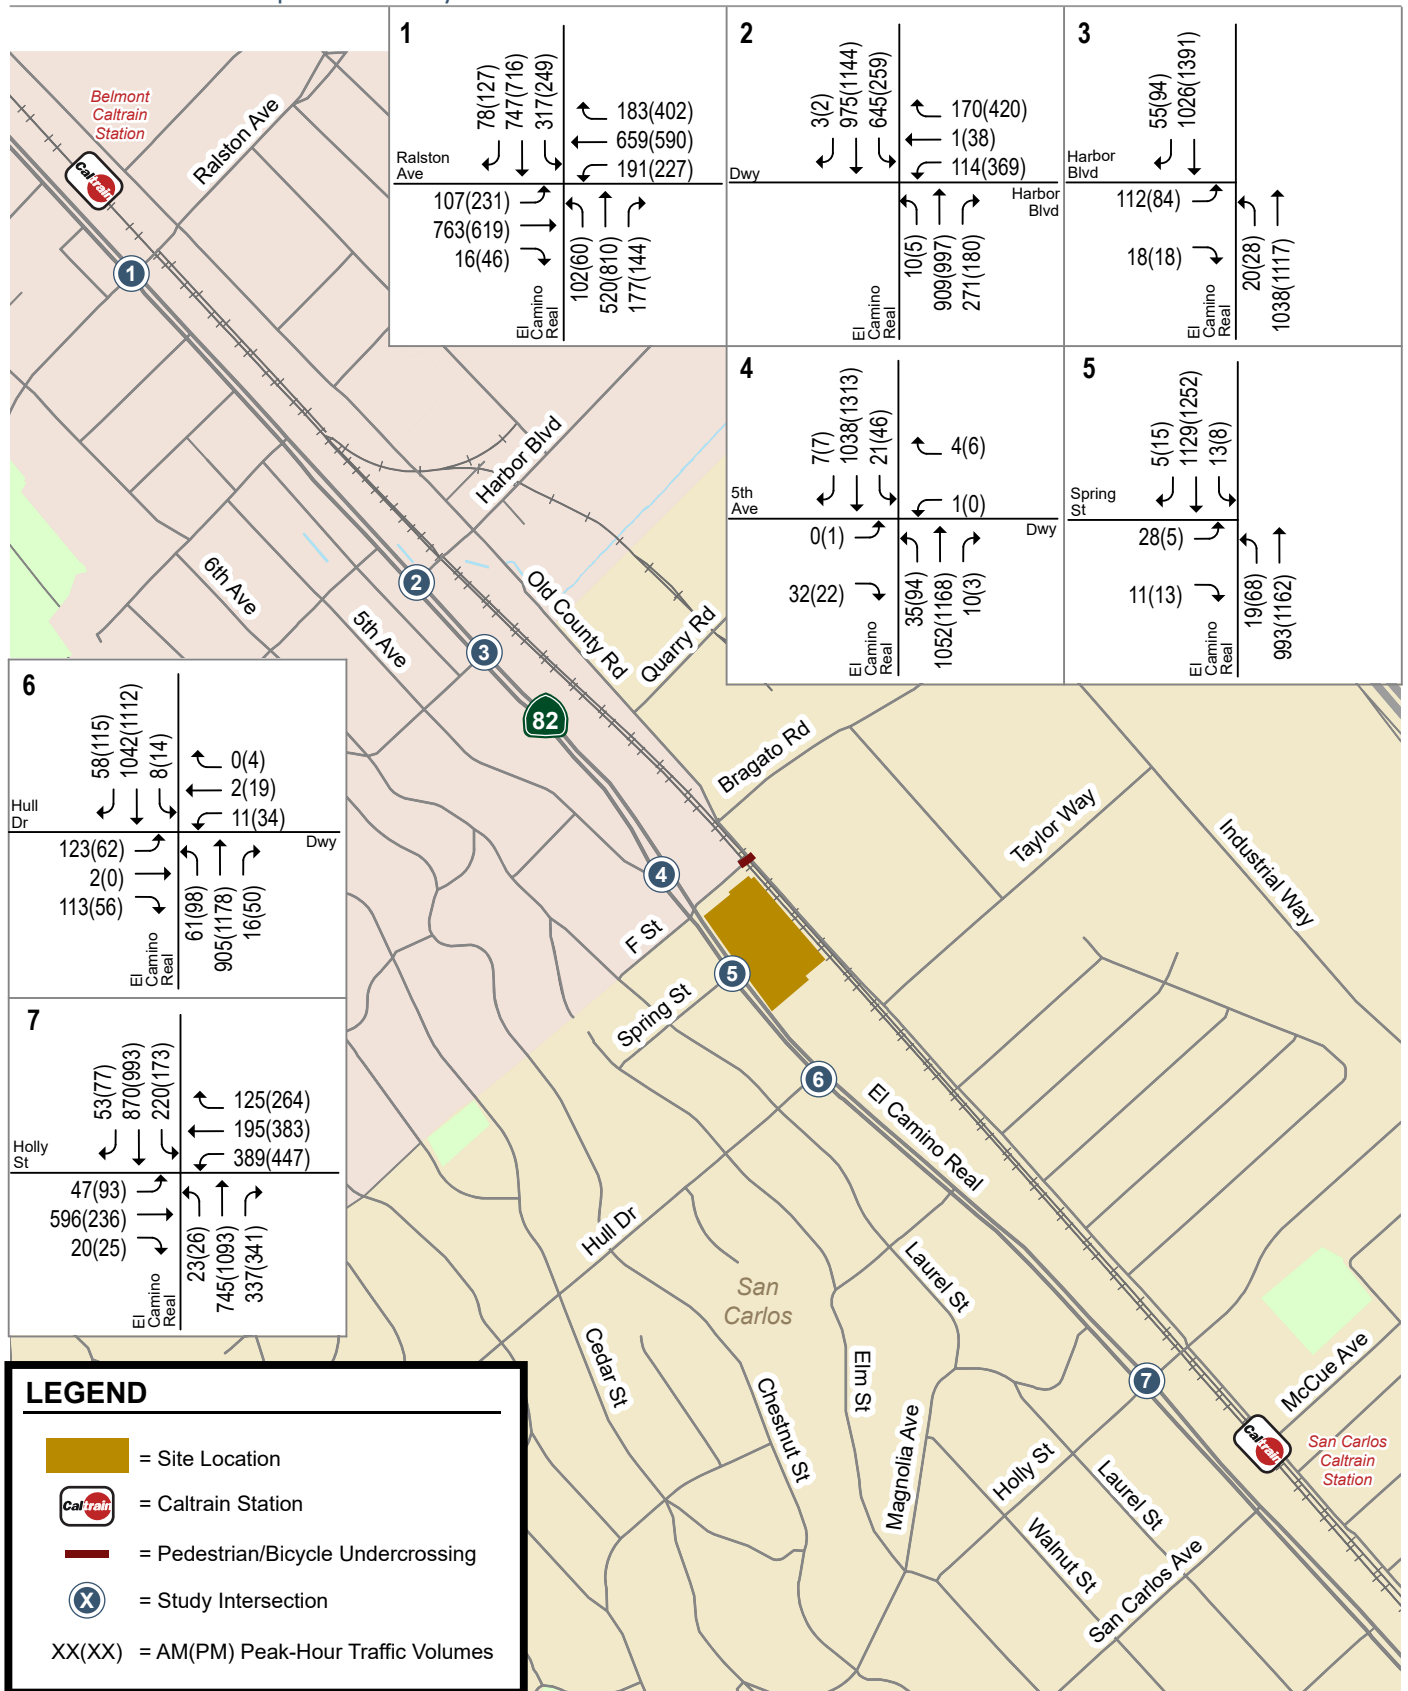 1
78(127)
747(716)
317(249)
183(402)
659(590)
191(227)
Ralston
Ave
107(231)
763(619)
16(46)
102(60)
520(810)
177(144)
El
Camino
Real
2
3(2)
975(1144)
645(259)
170(420)
1(38)
114(369)
Dwy
Harbor
Blvd
10(5)
909(997)
271(180)
El
Camino
Real
3
55(94)
1026(1391)
Harbor
Blvd
112(84)
18(18)
20(28)
1038(1117)
El
Camino
Real
4
7(7)
1038(1313)
21(46)
4(6)
1(0)
5th
Ave
Dwy
0(1)
32(22)
35(94)
1052(1168)
10(3)
El
Camino
Real
5
5(15)
1129(1252)
13(8)
Spring
St
28(5)
11(13)
19(68)
993(1162)
El
Camino
Real
6
58(115)
1042(1112)
8(14)
0(4)
2(19)
11(34)
Hull
Dr
Dwy
123(62)
2(0)
113(56)
61(98)
905(1178)
16(50)
El
Camino
Real
7
53(77)
870(993)
220(173)
125(264)
195(383)
389(447)
Holly
St
47(93)
596(236)
20(25)
23(26)
745(1093)
337(341)
El
Camino
Real
Belmont
Caltrain
Station
Caltrain
Ralston Ave
1
Harbor Blvd
6th Ave
5th Ave
2
3
Old County Rd
Quarry Rd
82
Bragato Rd
Taylor Way
Industrial Way
4
F St
5
Spring St
6
El Camino Real
Hull Dr
San
Carlos
Laurel St
Cedar St
Elm St
Chestnut St
Magnolia Ave
7
McCue Ave
Caltrain
San Carlos
Caltrain
Station
Holly St
Laurel St
Walnut St
San Carlos Ave
LEGEND
= Site Location
Caltrain
= Caltrain Station
= Pedestrian/Bicycle Undercrossing
X
= Study Intersection
XX(XX) = AM(PM) Peak-Hour Traffic Volumes